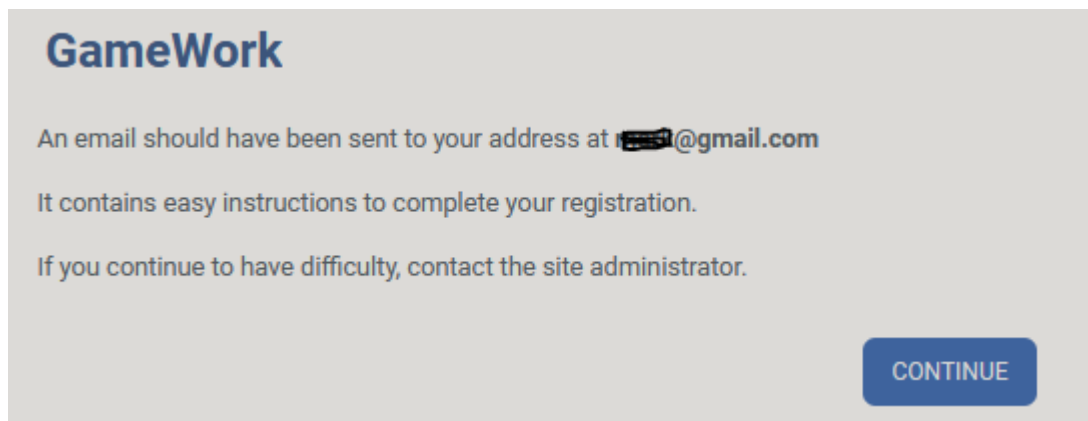 GameWork
An email should have been sent to your address at @gmail.com
It contains easy instructions to complete your registration.
If you continue to have difficulty, contact the site administrator.
CONTINUE